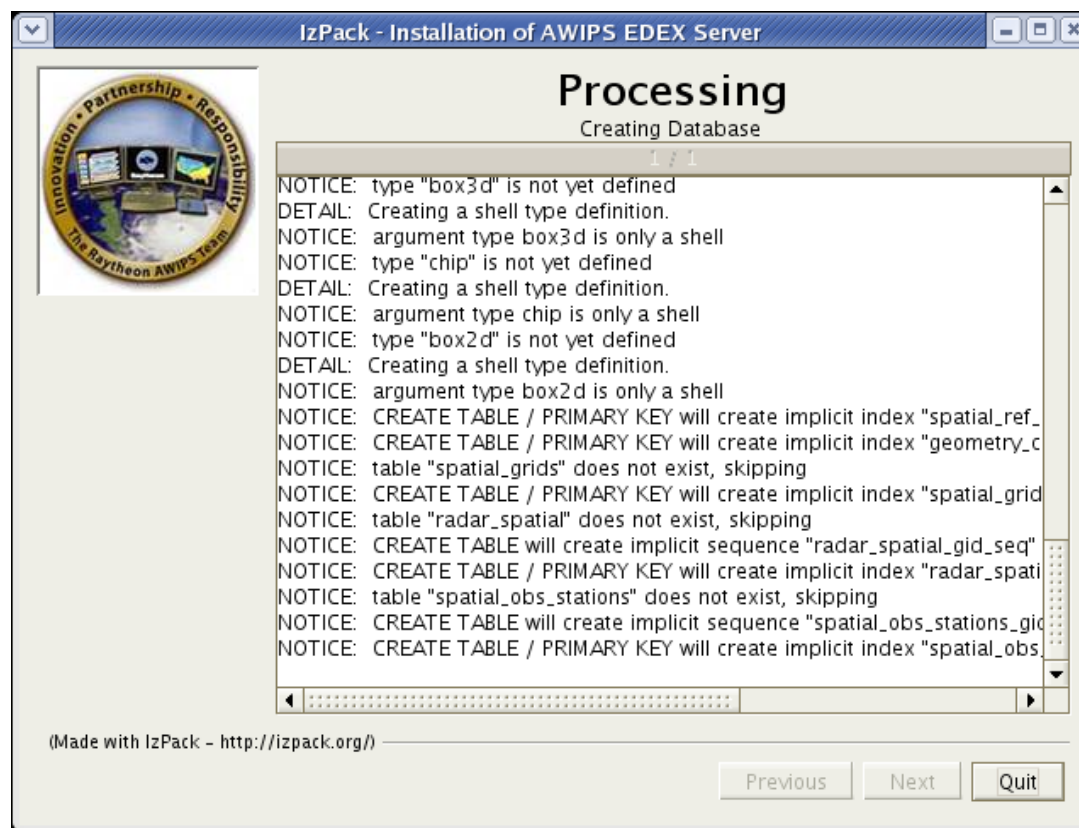 IzPack - Installation of AWIPS EDEX Server
Innovation • Partnership • Responsibility
The Raytheon AWIPS Team
Processing
Creating Database
1 / 1
NOTICE:  type "box3d" is not yet defined
DETAIL:  Creating a shell type definition.
NOTICE:  argument type box3d is only a shell
NOTICE:  type "chip" is not yet defined
DETAIL:  Creating a shell type definition.
NOTICE:  argument type chip is only a shell
NOTICE:  type "box2d" is not yet defined
DETAIL:  Creating a shell type definition.
NOTICE:  argument type box2d is only a shell
NOTICE:  CREATE TABLE / PRIMARY KEY will create implicit index "spatial_ref_
NOTICE:  CREATE TABLE / PRIMARY KEY will create implicit index "geometry_c
NOTICE:  table "spatial_grids" does not exist, skipping
NOTICE:  CREATE TABLE / PRIMARY KEY will create implicit index "spatial_grid
NOTICE:  table "radar_spatial" does not exist, skipping
NOTICE:  CREATE TABLE will create implicit sequence "radar_spatial_gid_seq"
NOTICE:  CREATE TABLE / PRIMARY KEY will create implicit index "radar_spati
NOTICE:  table "spatial_obs_stations" does not exist, skipping
NOTICE:  CREATE TABLE will create implicit sequence "spatial_obs_stations_gid
NOTICE:  CREATE TABLE / PRIMARY KEY will create implicit index "spatial_obs_
(Made with IzPack - http://izpack.org/)
Previous
Next
Quit